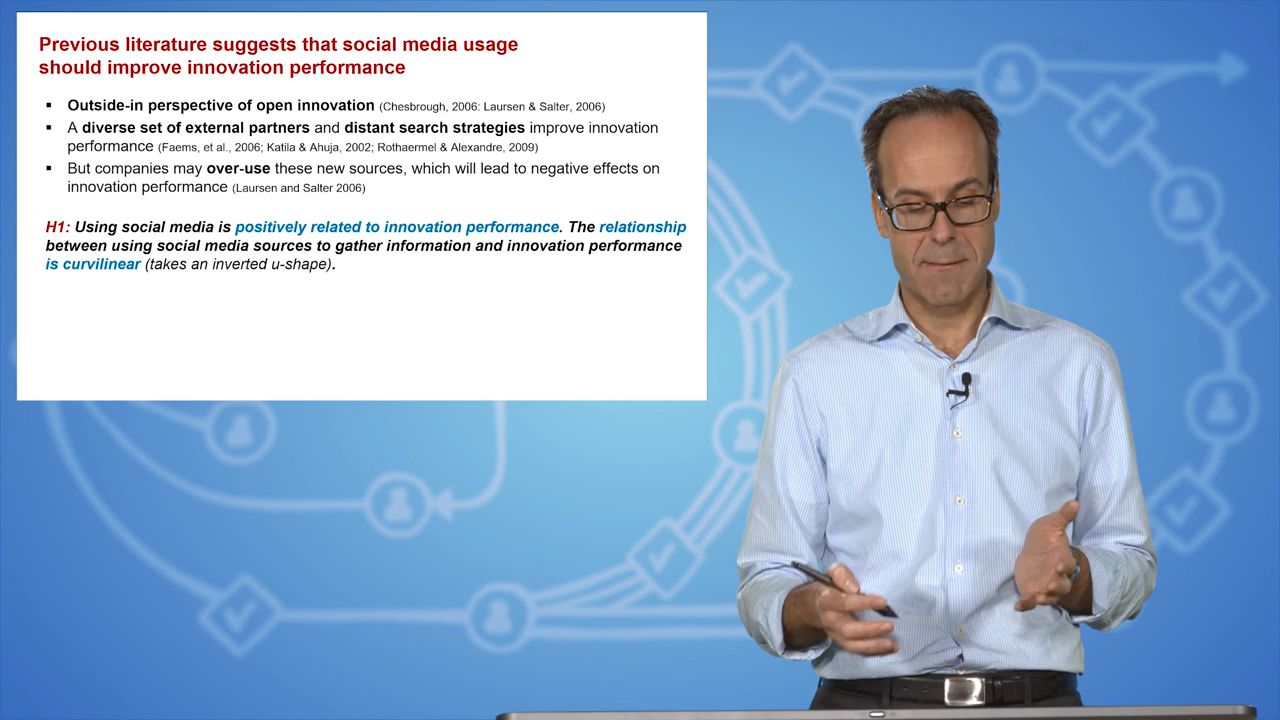 Previous literature suggests that social media usage
should improve innovation performance
▪ Outside-in perspective of open innovation (Chesbrough, 2006: Laursen & Salter, 2006)
▪ A diverse set of external partners and distant search strategies improve innovation
performance (Faems, et al., 2006; Katila & Ahuja, 2002; Rothaermel & Alexandre, 2009)
▪ But companies may over-use these new sources, which will lead to negative effects on
innovation performance (Laursen and Salter 2006)
H1: Using social media is positively related to innovation performance. The relationship
between using social media sources to gather information and innovation performance
is curvilinear (takes an inverted u-shape).